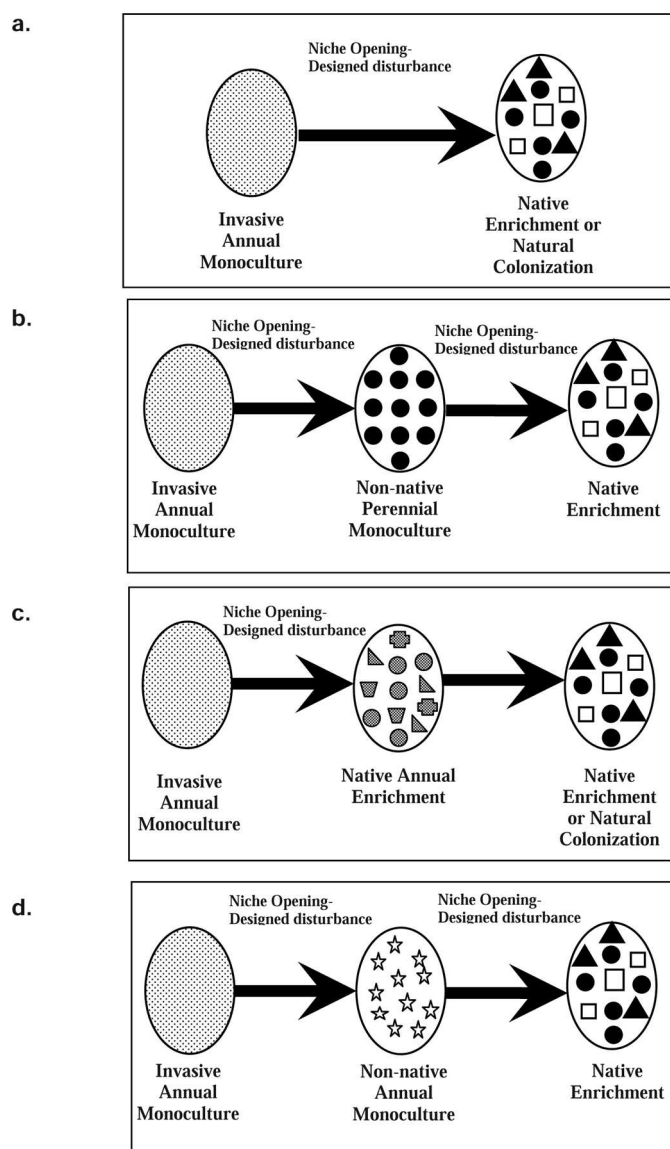 a.
Niche Opening-
Designed disturbance
Invasive
Annual
Monoculture
Native
Enrichment or
Natural
Colonization
b.
Niche Opening-
Designed disturbance
Niche Opening-
Designed disturbance
Invasive
Annual
Monoculture
Non-native
Perennial
Monoculture
Native
Enrichment
c.
Niche Opening-
Designed disturbance
Invasive
Annual
Monoculture
Native Annual
Enrichment
Native
Enrichment
or Natural
Colonization
d.
Niche Opening-
Designed disturbance
Niche Opening-
Designed disturbance
Invasive
Annual
Monoculture
Non-native
Annual
Monoculture
Native
Enrichment